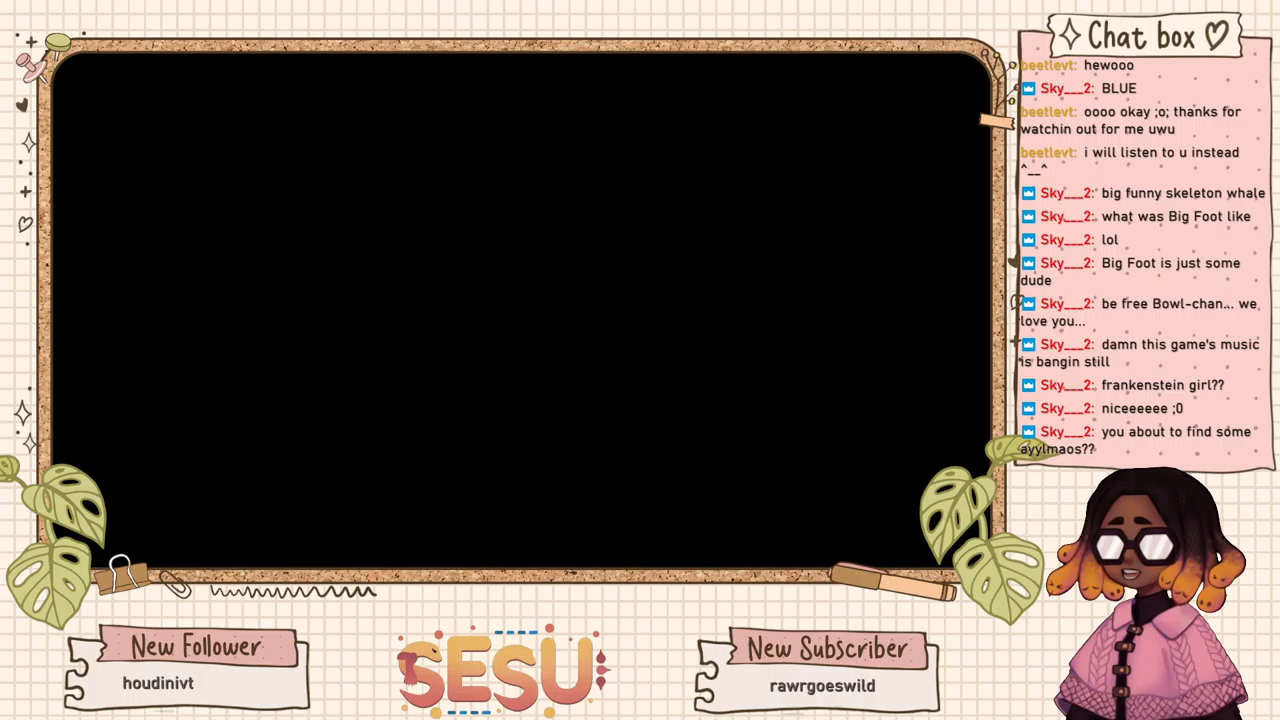 Chat box
beetlevt: hewooo
Sky___2: BLUE
beetlevt: oooo okay ;o; thanks for
watchin out for me uwu
beetlevt: i will listen to u instead
^__^
Sky___2: big funny skeleton whale
Sky___2: what was Big Foot like
Sky___2: lol
Sky___2: Big Foot is just some
dude
Sky___2: be free Bowl-chan... we
love you...
Sky___2: damn this game's music
is bangin still
Sky___2: frankenstein girl??
Sky___2: niceeeeee ;0
Sky___2: you about to find some
ayylmaos??
New Follower
houdinivt
SESU
New Subscriber
rawrgoeswild